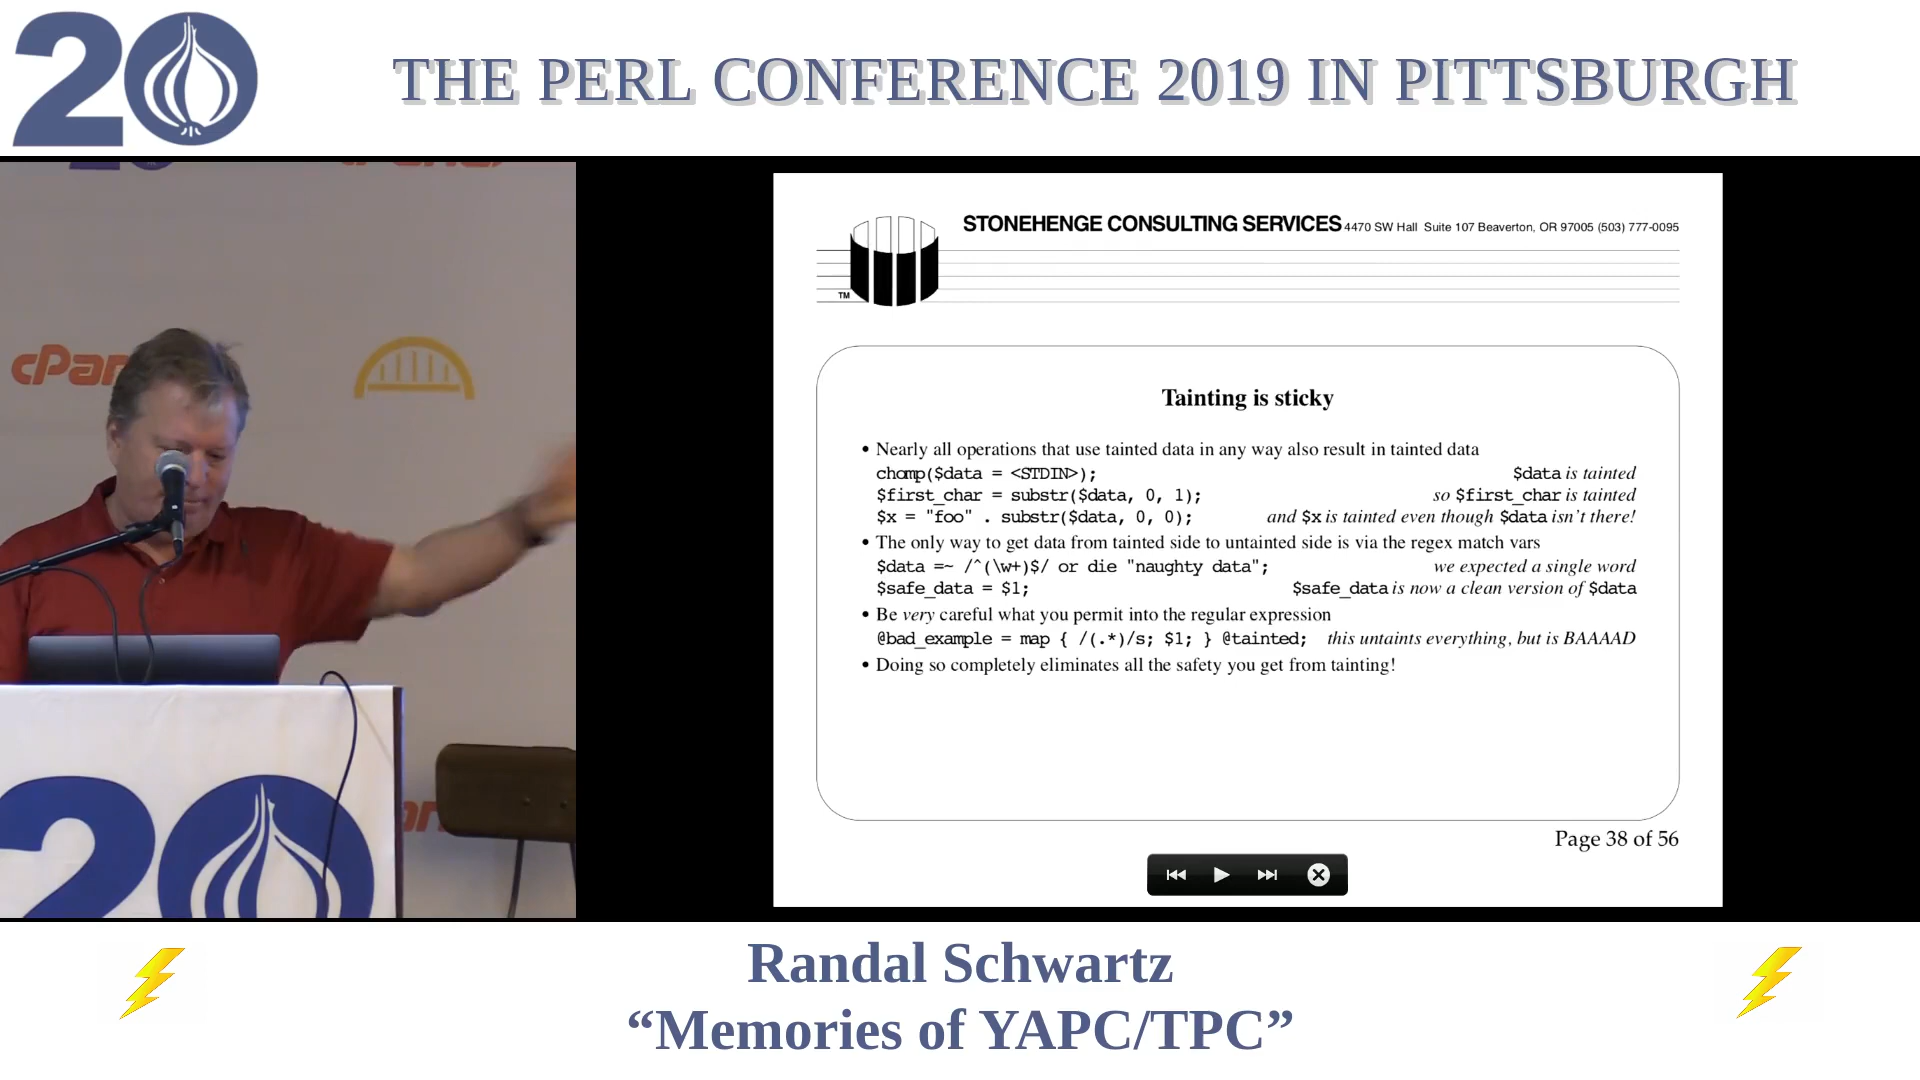 20
THE PERL CONFERENCE 2019 IN PITTSBURGH
cPan
20
STONEHENGE CONSULTING SERVICES 4470 SW Hall Suite 107 Beaverton, OR 97005 (503) 777-0095
TM
Tainting is sticky
• Nearly all operations that use tainted data in any way also result in tainted data
chomp($data = <STDIN>); $data is tainted
$first_char = substr($data, 0, 1); so $first_char is tainted
$x = "foo" . substr($data, 0, 0); and $x is tainted even though $data isn't there!
• The only way to get data from tainted side to untainted side is via the regex match vars
$data =~ /^(\w+)$/ or die "naughty data"; we expected a single word
$safe_data = $1; $safe_data is now a clean version of $data
• Be very careful what you permit into the regular expression
@bad_example = map { /(.*)/s; $1; } @tainted; this untaints everything, but is BAAAAD
• Doing so completely eliminates all the safety you get from tainting!
Page 38 of 56
Randal Schwartz
“Memories of YAPC/TPC”